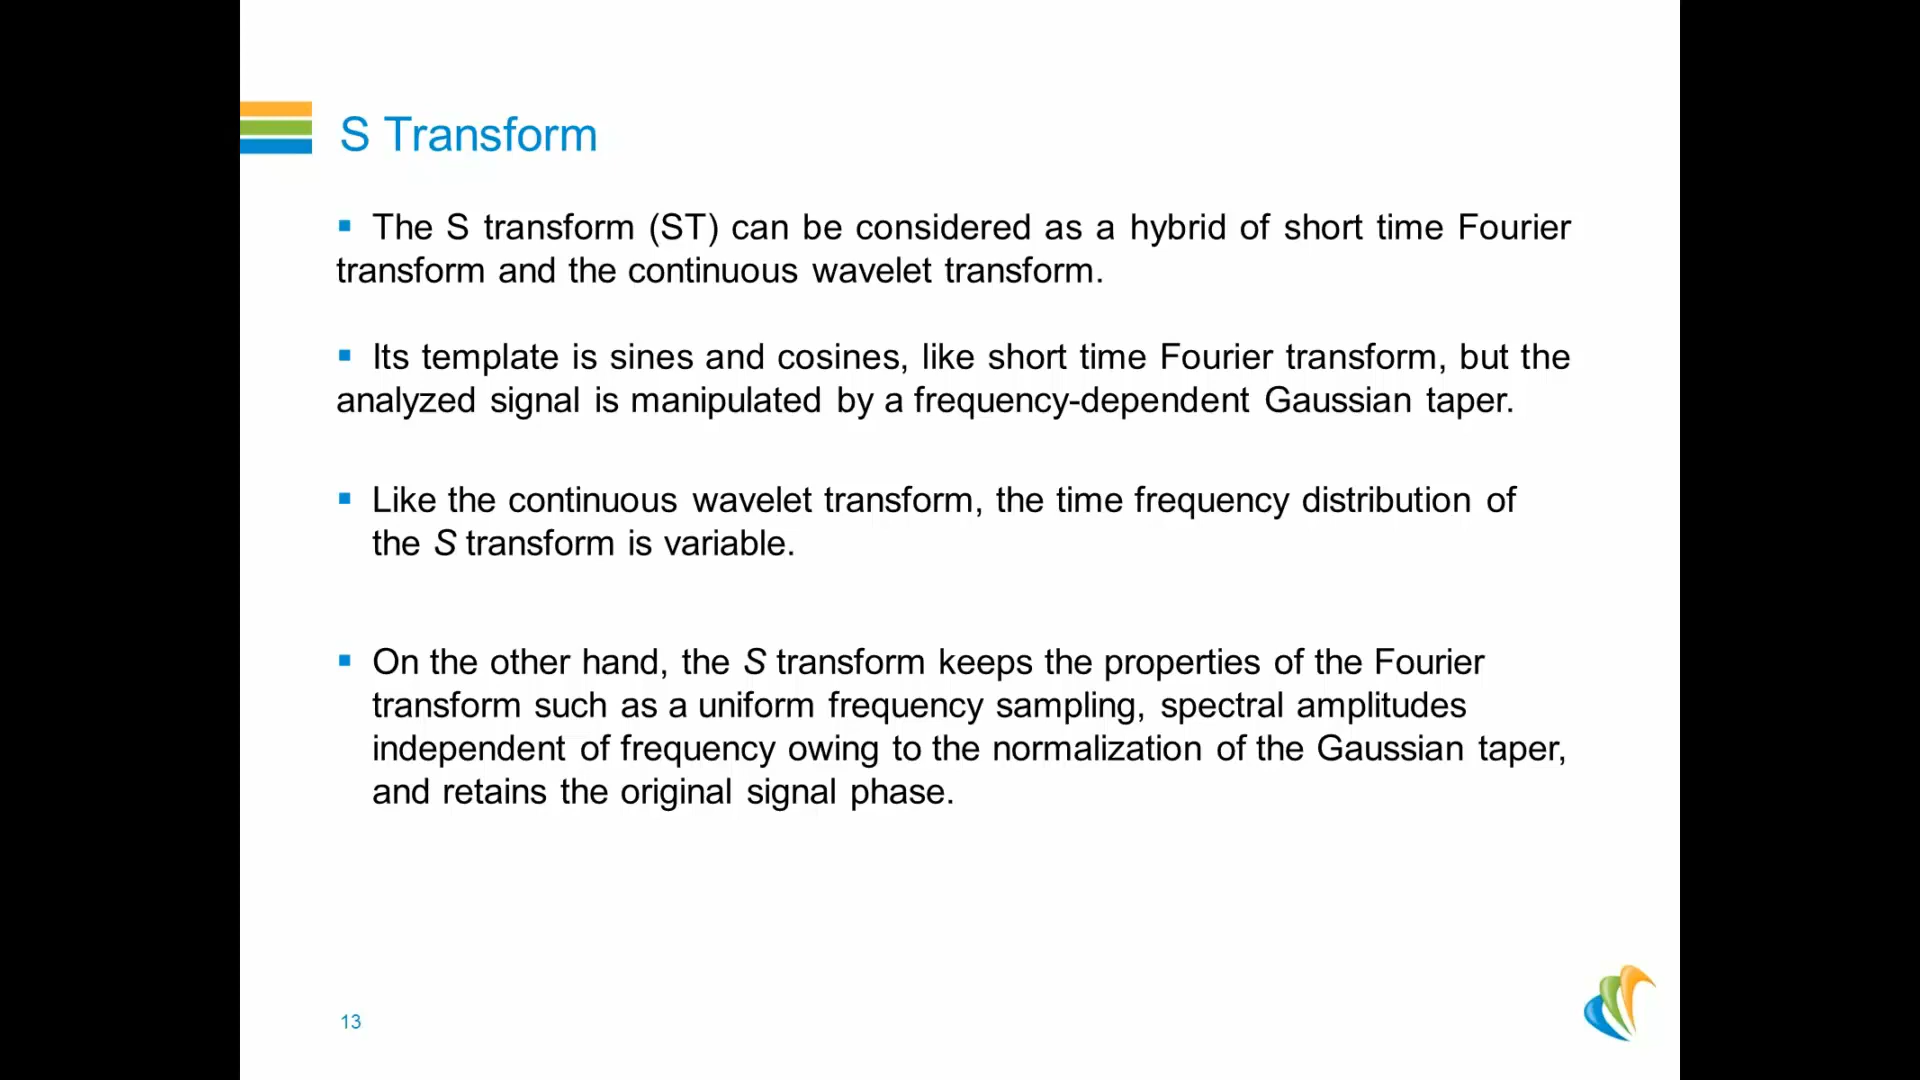 S Transform
▪ The S transform (ST) can be considered as a hybrid of short time Fourier
transform and the continuous wavelet transform.
▪ Its template is sines and cosines, like short time Fourier transform, but the
analyzed signal is manipulated by a frequency-dependent Gaussian taper.
▪ Like the continuous wavelet transform, the time frequency distribution of
the S transform is variable.
▪ On the other hand, the S transform keeps the properties of the Fourier
transform such as a uniform frequency sampling, spectral amplitudes
independent of frequency owing to the normalization of the Gaussian taper,
and retains the original signal phase.
13